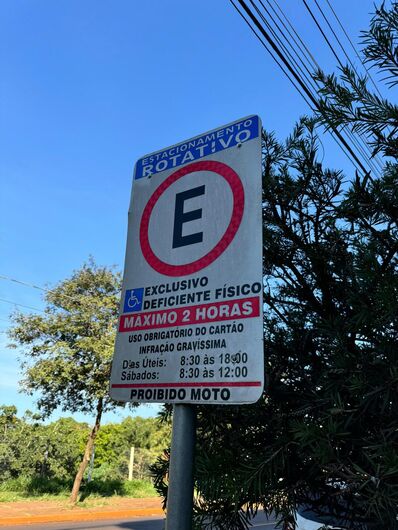 ESTACIONAMENTO
ROTATIVO
E
EXCLUSIVO
DEFICIENTE FÍSICO
MÁXIMO 2 HORAS
USO OBRIGATÓRIO DO CARTÃO
INFRAÇÃO GRAVÍSSIMA
Dias Úteis: 8:30 às 18:00
Sábados: 8:30 às 12:00
PROIBIDO MOTO